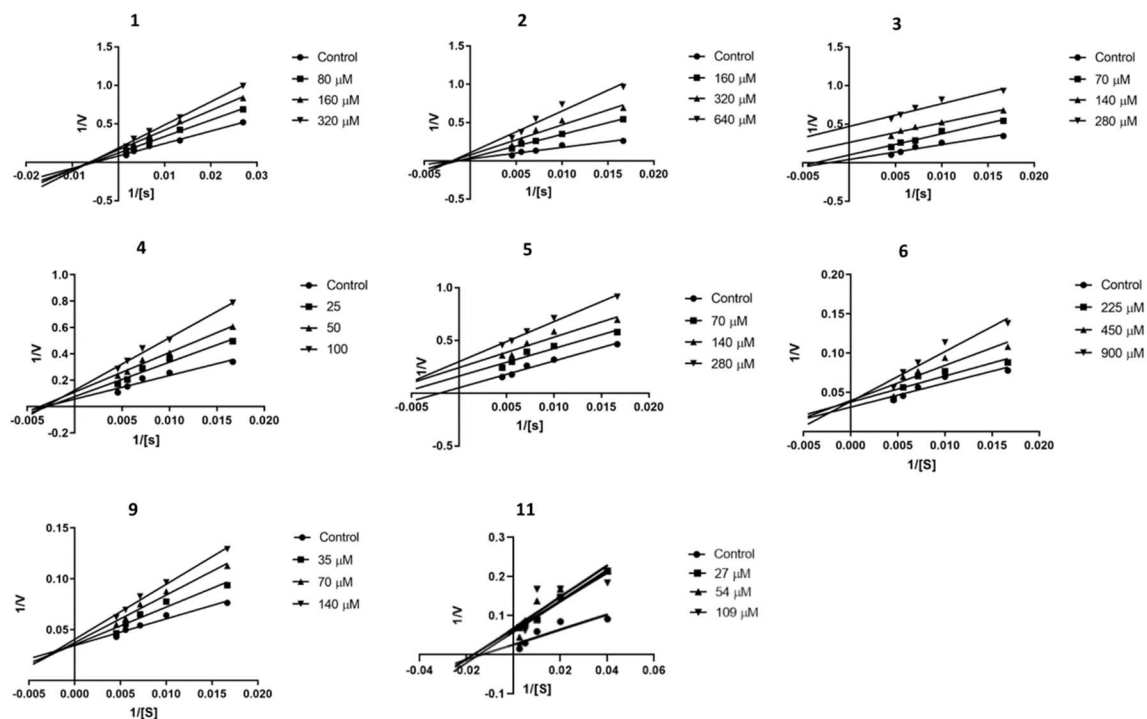 1
1.5
1.0
0.5
-0.5
-0.02
-0.01
0.01
0.02
0.03
1/V
1/[s]
Control
80 µM
160 µM
320 µM
2
1.5
1.0
0.5
-0.5
-0.005
0.005
0.010
0.015
0.020
1/V
1/[s]
Control
160 µM
320 µM
640 µM
3
1.5
1.0
0.5
-0.5
-0.005
0.005
0.010
0.015
0.020
1/V
1/[s]
Control
70 µM
140 µM
280 µM
4
1.0
0.8
0.6
0.4
0.2
-0.2
-0.005
0.005
0.010
0.015
0.020
1/V
1/[s]
Control
25
50
100
5
1.0
0.5
-0.5
-0.005
0.005
0.010
0.015
0.020
1/V
1/[s]
Control
70 µM
140 µM
280 µM
6
0.20
0.15
0.10
0.05
-0.005
0.000
0.005
0.010
0.015
0.020
1/V
1/[S]
Control
225 µM
450 µM
900 µM
9
0.15
0.10
0.05
-0.005
0.000
0.005
0.010
0.015
0.020
1/V
1/[S]
Control
35 µM
70 µM
140 µM
11
0.3
0.2
0.1
-0.1
-0.04
-0.02
0.02
0.04
0.06
1/V
1/[S]
Control
27 µM
54 µM
109 µM